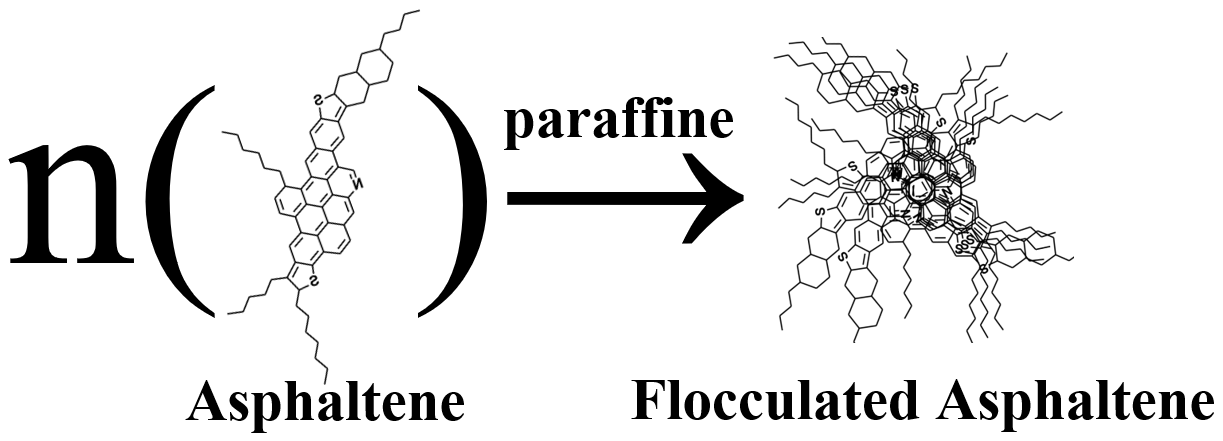 n( ) paraffine
S
N
S
Asphaltene
Flocculated Asphaltene